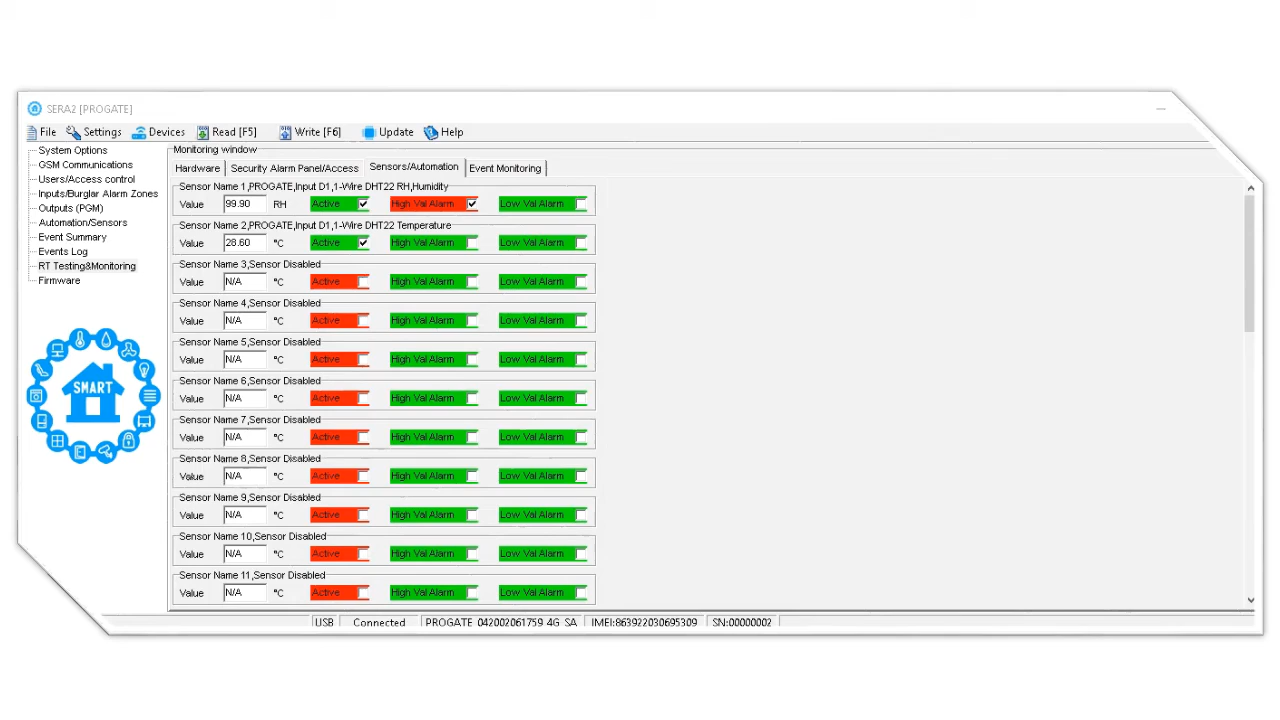 SERA2 [PROGATE]
File Settings Devices Read [F5] Write [F6] Update Help
System Options
GSM Communications
Users/Access control
Inputs/Burglar Alarm Zones
Outputs (PGM)
Automation/Sensors
Event Summary
Events Log
RT Testing&Monitoring
Firmware
SMART
Monitoring window
Hardware Security Alarm Panel/Access Sensors/Automation Event Monitoring
Sensor Name 1,PROGATE,Input D1,1-Wire DHT22 RH,Humidity
Value 99.90 RH Active High Val Alarm Low Val Alarm
Sensor Name 2,PROGATE,Input D1,1-Wire DHT22 Temperature
Value 28.60 °C Active High Val Alarm Low Val Alarm
Sensor Name 3,Sensor Disabled
Value N/A °C Active High Val Alarm Low Val Alarm
Sensor Name 4,Sensor Disabled
Value N/A °C Active High Val Alarm Low Val Alarm
Sensor Name 5,Sensor Disabled
Value N/A °C Active High Val Alarm Low Val Alarm
Sensor Name 6,Sensor Disabled
Value N/A °C Active High Val Alarm Low Val Alarm
Sensor Name 7,Sensor Disabled
Value N/A °C Active High Val Alarm Low Val Alarm
Sensor Name 8,Sensor Disabled
Value N/A °C Active High Val Alarm Low Val Alarm
Sensor Name 9,Sensor Disabled
Value N/A °C Active High Val Alarm Low Val Alarm
Sensor Name 10,Sensor Disabled
Value N/A °C Active High Val Alarm Low Val Alarm
Sensor Name 11,Sensor Disabled
Value N/A °C Active High Val Alarm Low Val Alarm
USB Connected PROGATE_042002061759_4G_SA IMEI:863922030695309 SN:00000002